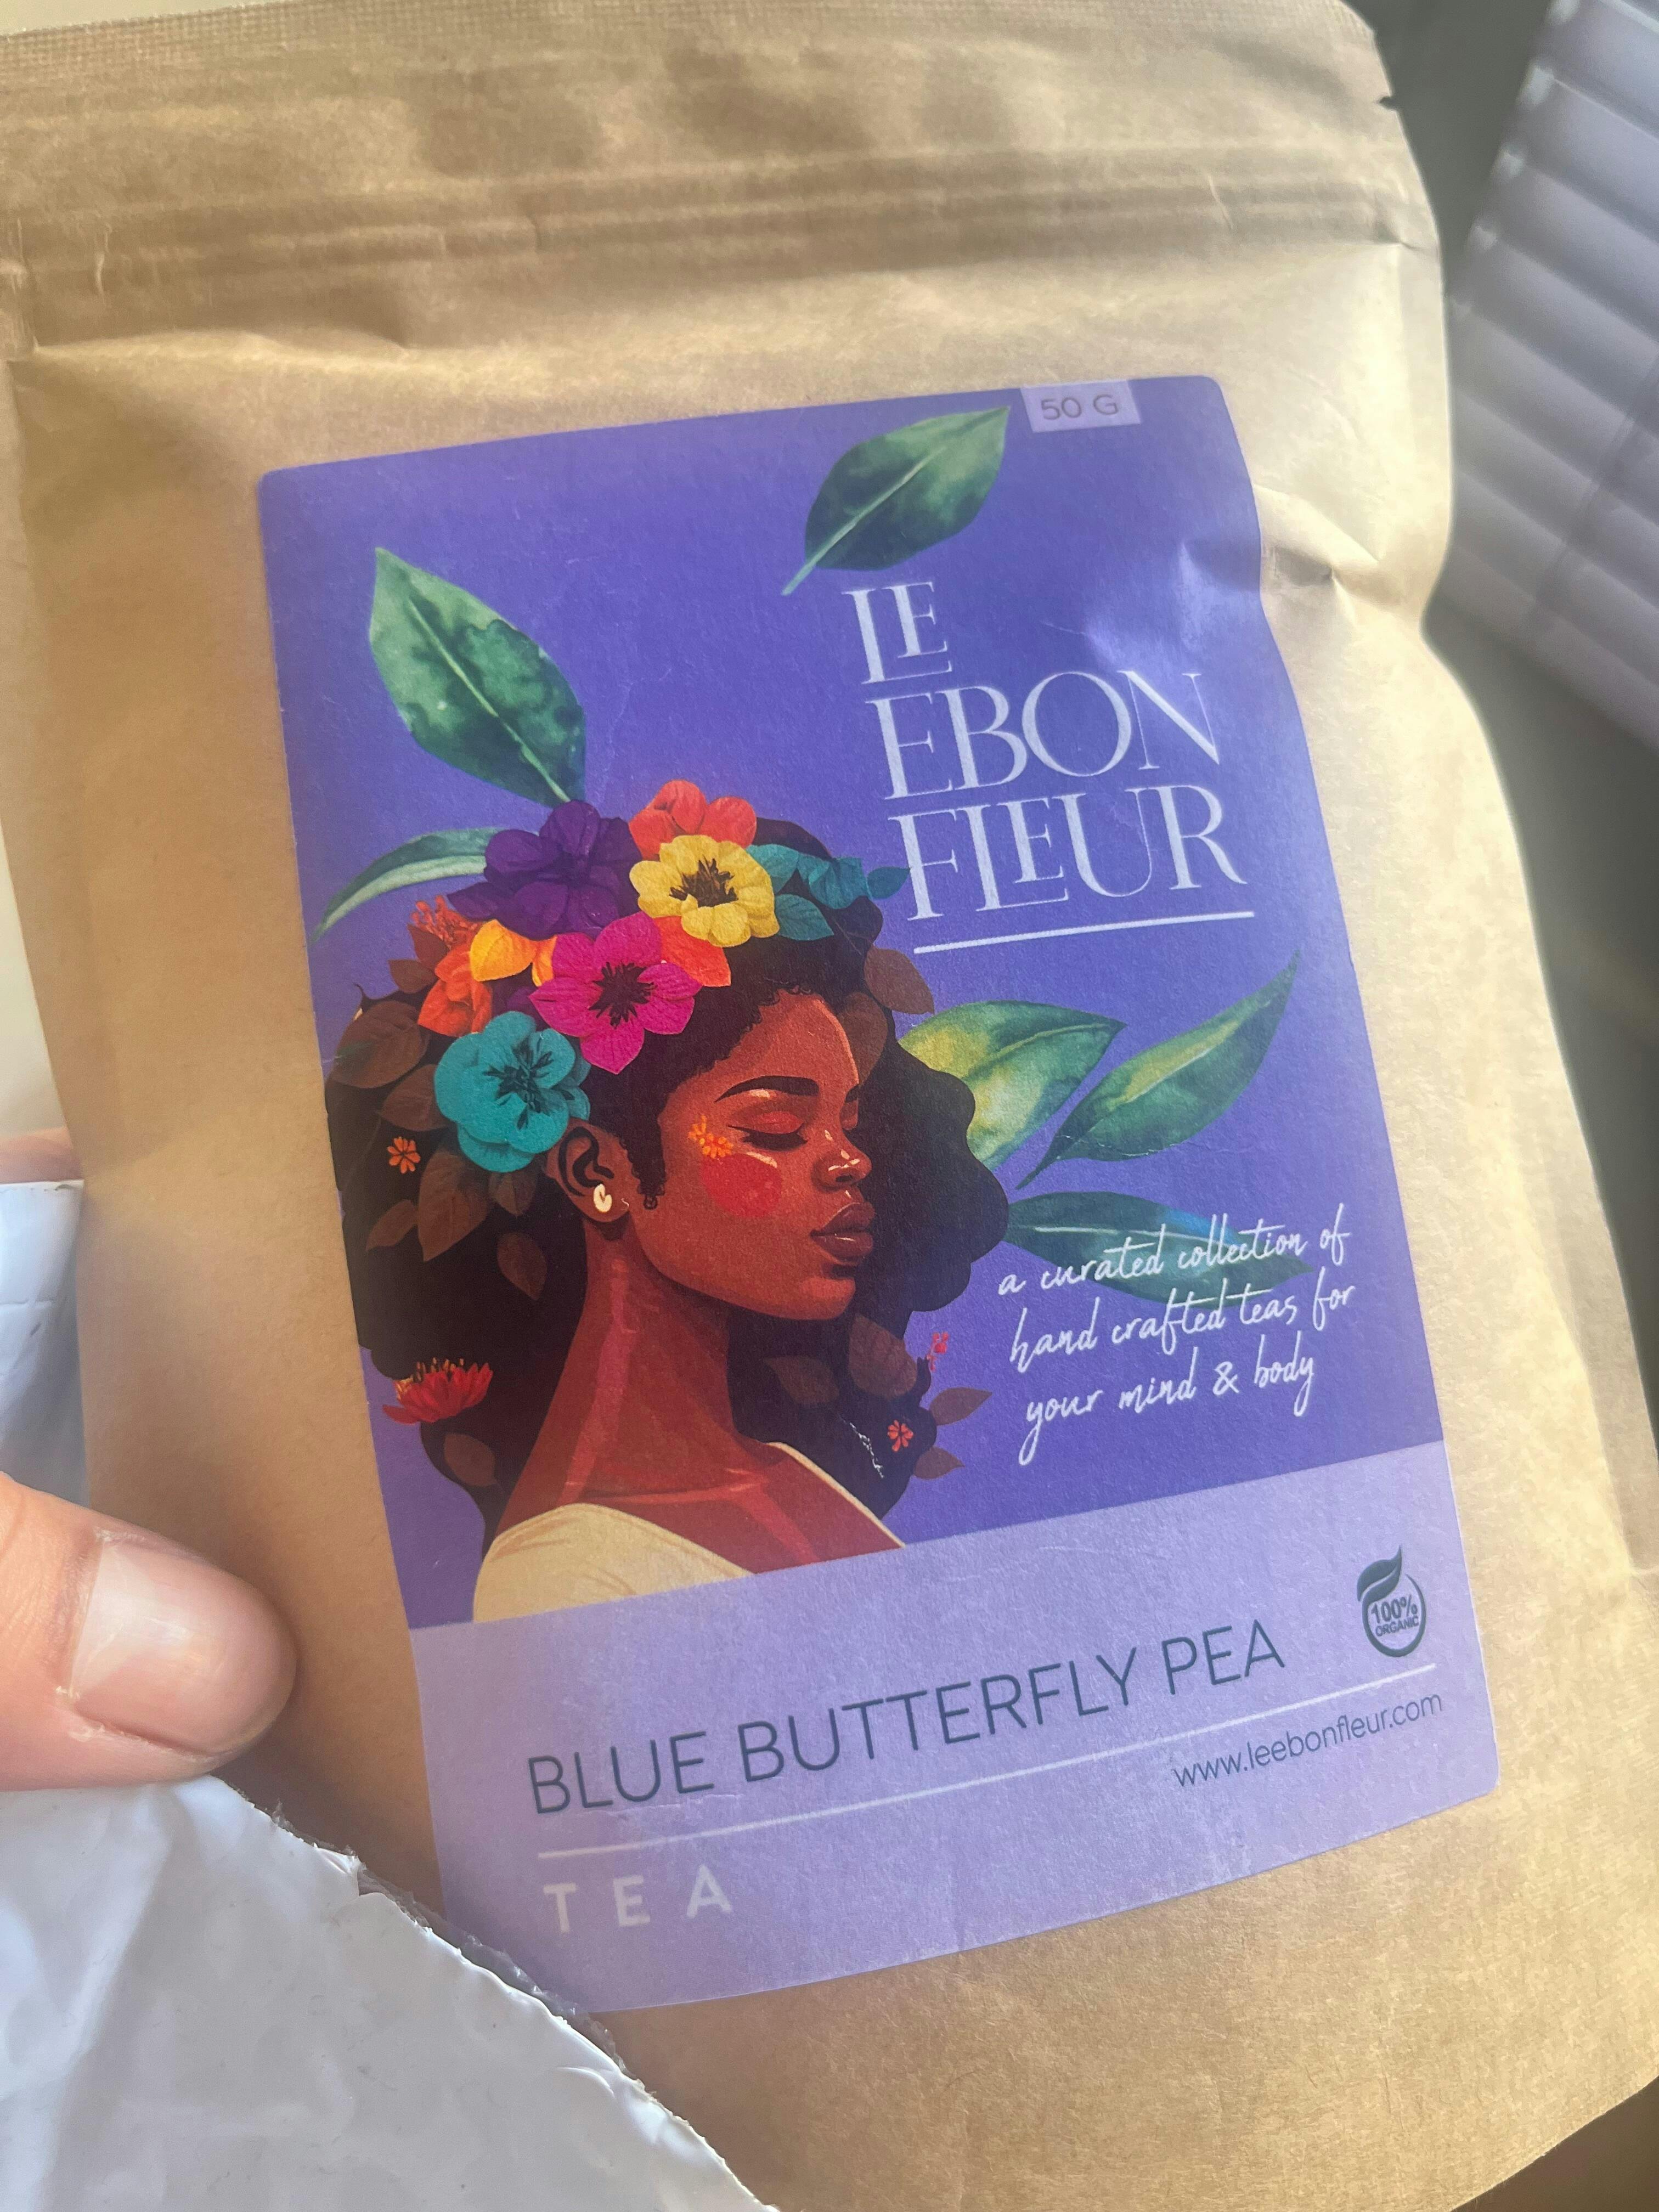 50 G
LE
EBON
FLEUR
a curated collection of
hand crafted teas for
your mind & body
100%
ORGANIC
BLUE BUTTERFLY PEA
www.leebonfleur.com
TEA